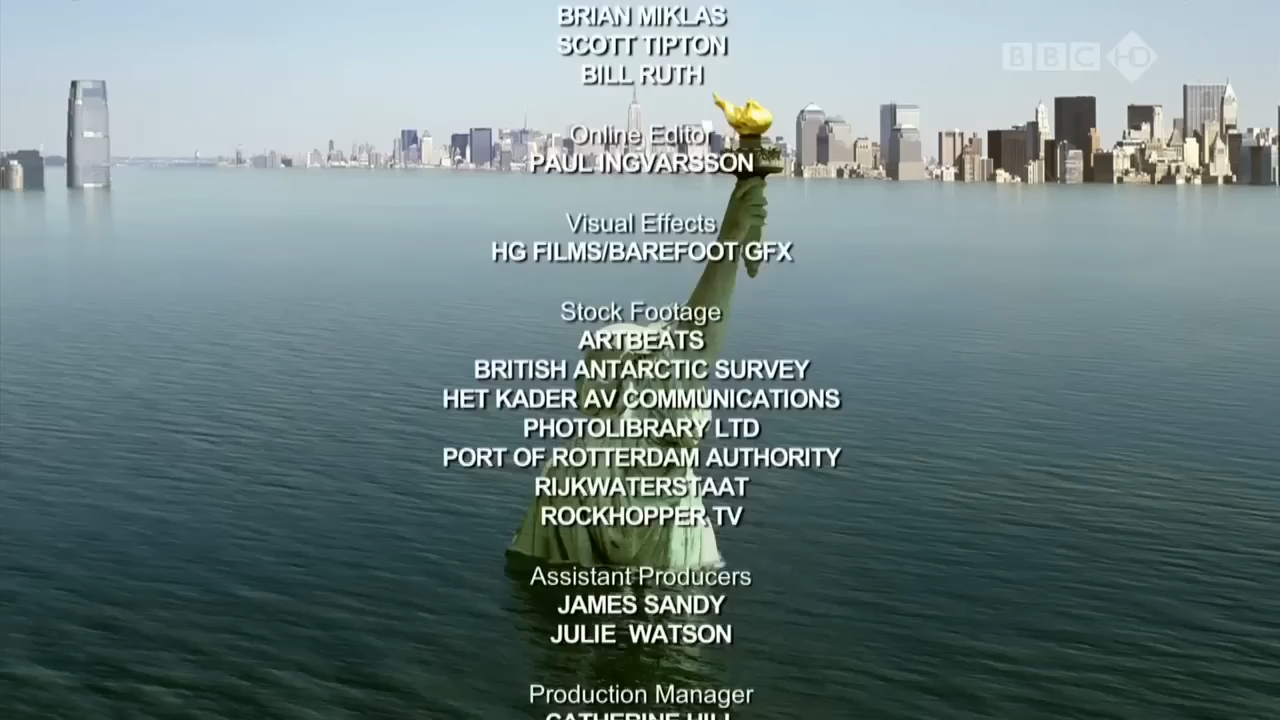 BRIAN MIKLAS
SCOTT TIPTON
BILL RUTH
BBC HD
Online Editor
PAUL INGVARSSON
Visual Effects
HG FILMS/BAREFOOT GFX
Stock Footage
ARTBEATS
BRITISH ANTARCTIC SURVEY
HET KADER AV COMMUNICATIONS
PHOTOLIBRARY LTD
PORT OF ROTTERDAM AUTHORITY
RIJKWATERSTAAT
ROCKHOPPER TV
Assistant Producers
JAMES SANDY
JULIE WATSON
Production Manager
CATHERINE HILL